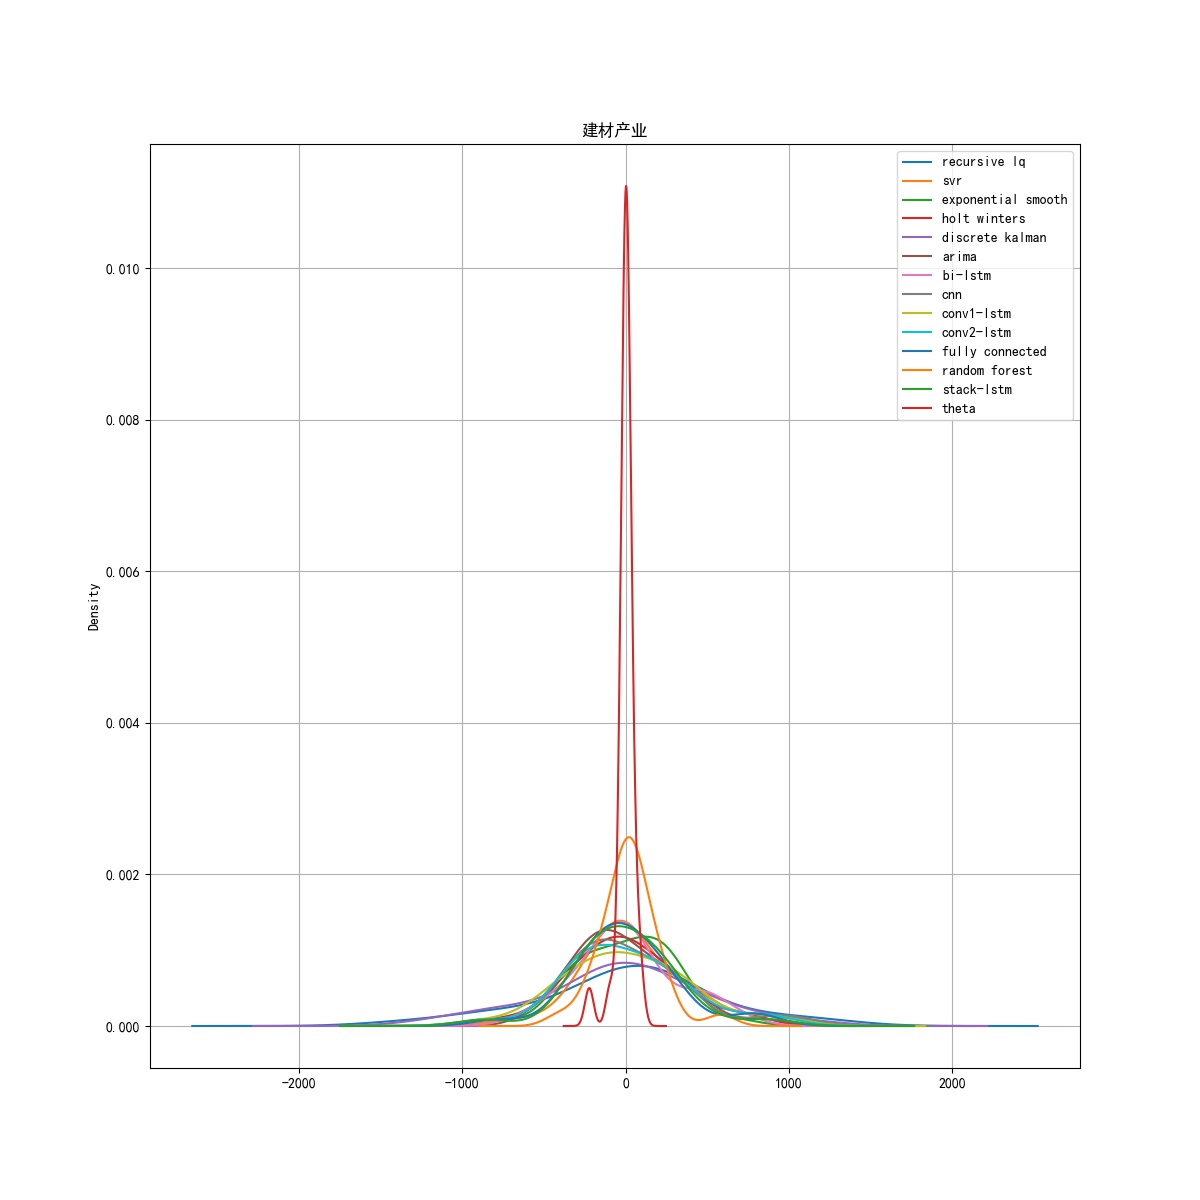 建材产业
recursive lq
svr
exponential smooth
holt winters
discrete kalman
arima
bi-lstm
cnn
conv1-lstm
conv2-lstm
fully connected
random forest
stack-lstm
theta
0.010
0.008
0.006
0.004
0.002
0.000
Density
−2000
−1000
0
1000
2000